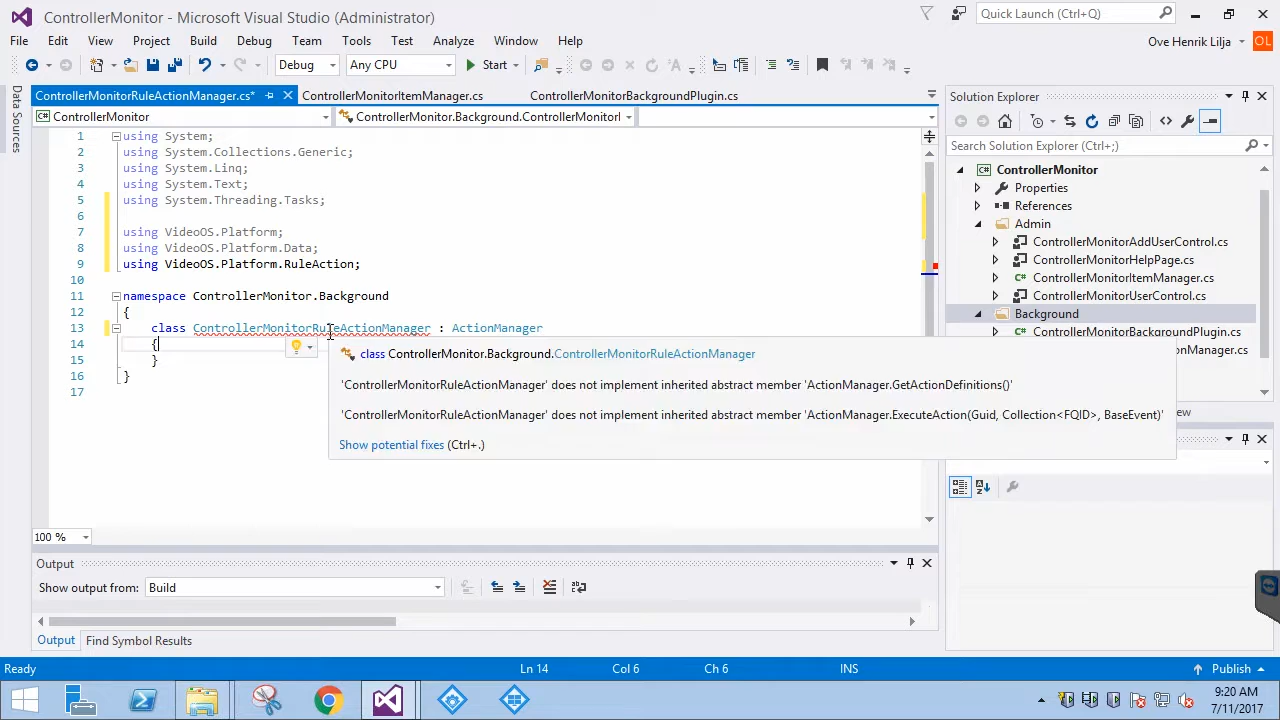 ControllerMonitor - Microsoft Visual Studio (Administrator)
Quick Launch (Ctrl+Q)
File Edit View Project Build Debug Team Tools Test Analyze Window Help
Ove Henrik Lilja OL
Debug Any CPU Start
Data Sources
ControllerMonitorRuleActionManager.cs* ControllerMonitorItemManager.cs ControllerMonitorBackgroundPlugin.cs
ControllerMonitor ControllerMonitor.Background.ControllerMonitorI
1 using System;
2 using System.Collections.Generic;
3 using System.Linq;
4 using System.Text;
5 using System.Threading.Tasks;
6
7 using VideoOS.Platform;
8 using VideoOS.Platform.Data;
9 using VideoOS.Platform.RuleAction;
10
11 namespace ControllerMonitor.Background
12 {
13 class ControllerMonitorRuleActionManager : ActionManager
14 {
15 }
16 }
17
class ControllerMonitor.Background.ControllerMonitorRuleActionManager
'ControllerMonitorRuleActionManager' does not implement inherited abstract member 'ActionManager.GetActionDefinitions()'
'ControllerMonitorRuleActionManager' does not implement inherited abstract member 'ActionManager.ExecuteAction(Guid, Collection<FQID>, BaseEvent)'
Show potential fixes (Ctrl+.)
100 %
Solution Explorer
Search Solution Explorer (Ctrl+;)
ControllerMonitor
Properties
References
Admin
ControllerMonitorAddUserControl.cs
ControllerMonitorHelpPage.cs
ControllerMonitorItemManager.cs
ControllerMonitorUserControl.cs
Background
ControllerMonitorBackgroundPlugin.cs
Manager.cs
Output
Show output from: Build
Output Find Symbol Results
Ready Ln 14 Col 6 Ch 6 INS Publish
9:20 AM
7/11/2017